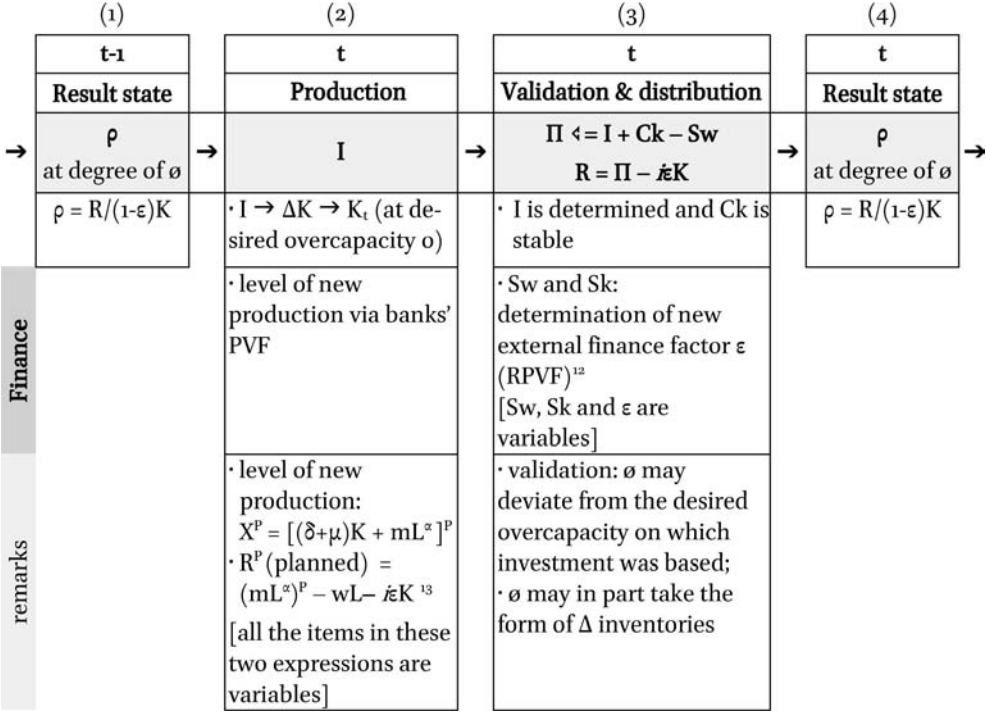 (1)
(2)
(3)
(4)
t-1
t
t
t
Result state
Production
Validation & distribution
Result state
→
ρ
at degree of ø
→
I
→
Π ⩤= I + Ck – Sw
R = Π – iεK
→
ρ
at degree of ø
→
ρ = R/(1-ε)K
· I → ΔK → Kₜ (at de-
sired overcapacity o)
· I is determined and Ck is
stable
ρ = R/(1-ε)K
Finance
· level of new
production via banks’
PVF
· Sw and Sk:
determination of new
external finance factor ε
(RPVF)¹²
[Sw, Sk and ε are
variables]
remarks
· level of new
production:
Xᴾ = [(δ+μ)K + mLᵅ]ᴾ
· Rᴾ (planned) =
(mLᵅ)ᴾ – wL– iεK ¹³
[all the items in these
two expressions are
variables]
· validation: ø may
deviate from the desired
overcapacity on which
investment was based;
· ø may in part take the
form of Δ inventories